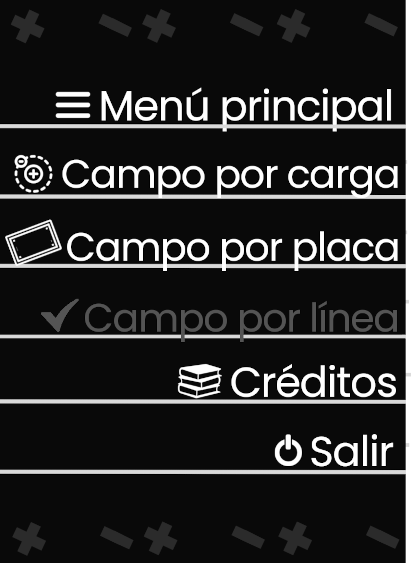 Menú principal
Campo por carga
Campo por placa
Campo por línea
Créditos
Salir